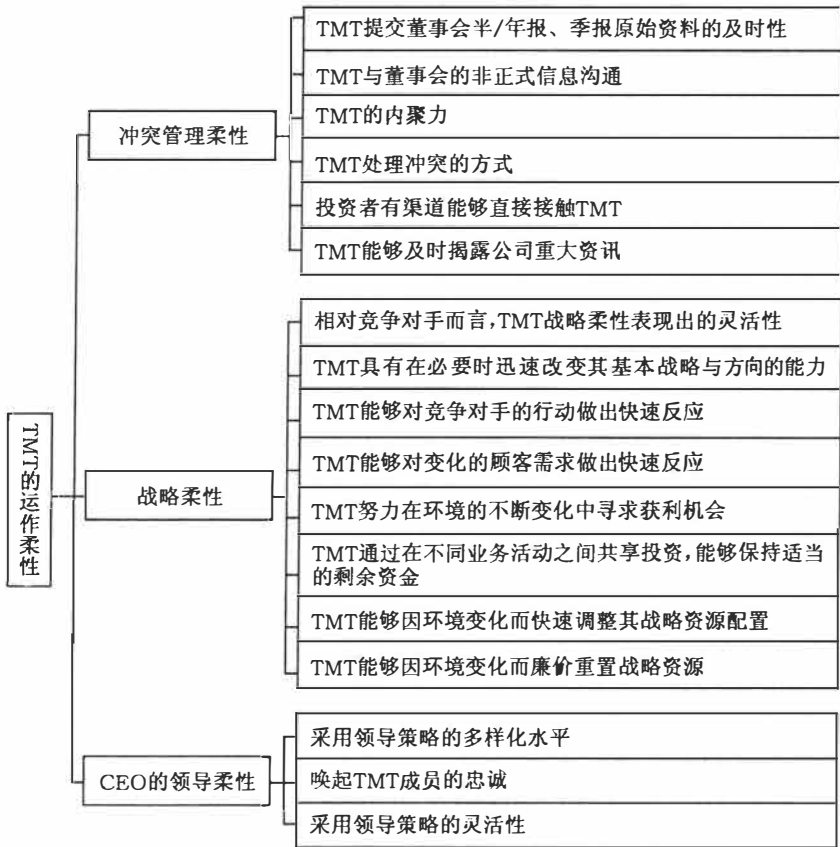 TMT的运作柔性
冲突管理柔性
TMT提交董事会半/年报、季报原始资料的及时性
TMT与董事会的非正式信息沟通
TMT的内聚力
TMT处理冲突的方式
投资者有渠道能够直接接触TMT
TMT能够及时揭露公司重大资讯
战略柔性
相对竞争对手而言,TMT战略柔性表现出的灵活性
TMT具有在必要时迅速改变其基本战略与方向的能力
TMT能够对竞争对手的行动做出快速反应
TMT能够对变化的顾客需求做出快速反应
TMT努力在环境的不断变化中寻求获利机会
TMT通过在不同业务活动之间共享投资,能够保持适当
的剩余资金
TMT能够因环境变化而快速调整其战略资源配置
TMT能够因环境变化而廉价重置战略资源
CEO的领导柔性
采用领导策略的多样化水平
唤起TMT成员的忠诚
采用领导策略的灵活性